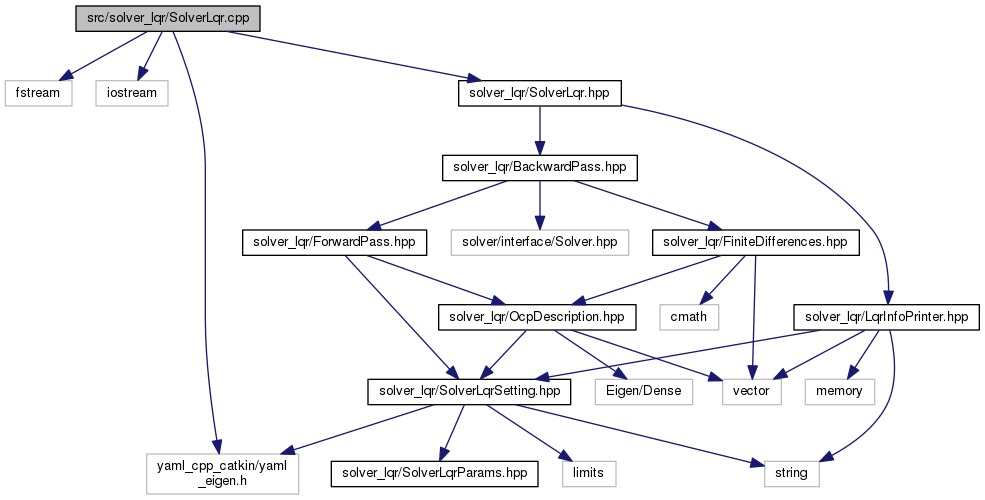 src/solver_lqr/SolverLqr.cpp
fstream
iostream
solver_lqr/SolverLqr.hpp
solver_lqr/BackwardPass.hpp
solver_lqr/ForwardPass.hpp
solver/interface/Solver.hpp
solver_lqr/FiniteDifferences.hpp
solver_lqr/OcpDescription.hpp
cmath
solver_lqr/LqrInfoPrinter.hpp
solver_lqr/SolverLqrSetting.hpp
Eigen/Dense
vector
memory
yaml_cpp_catkin/yaml
_eigen.h
solver_lqr/SolverLqrParams.hpp
limits
string